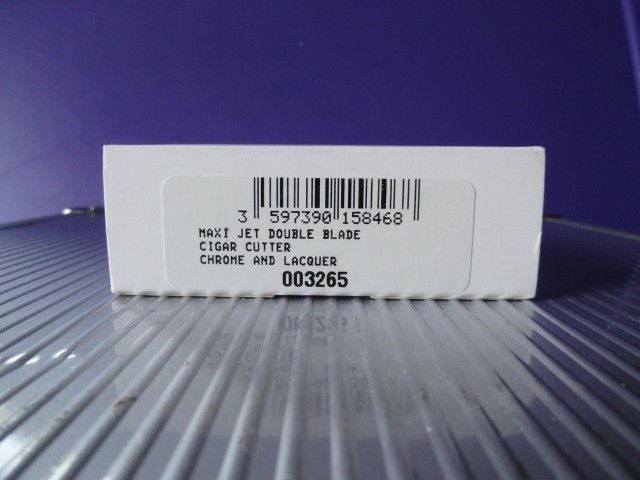 3 597390 158468
MAXI JET DOUBLE BLADE
CIGAR CUTTER
CHROME AND LACQUER
003265